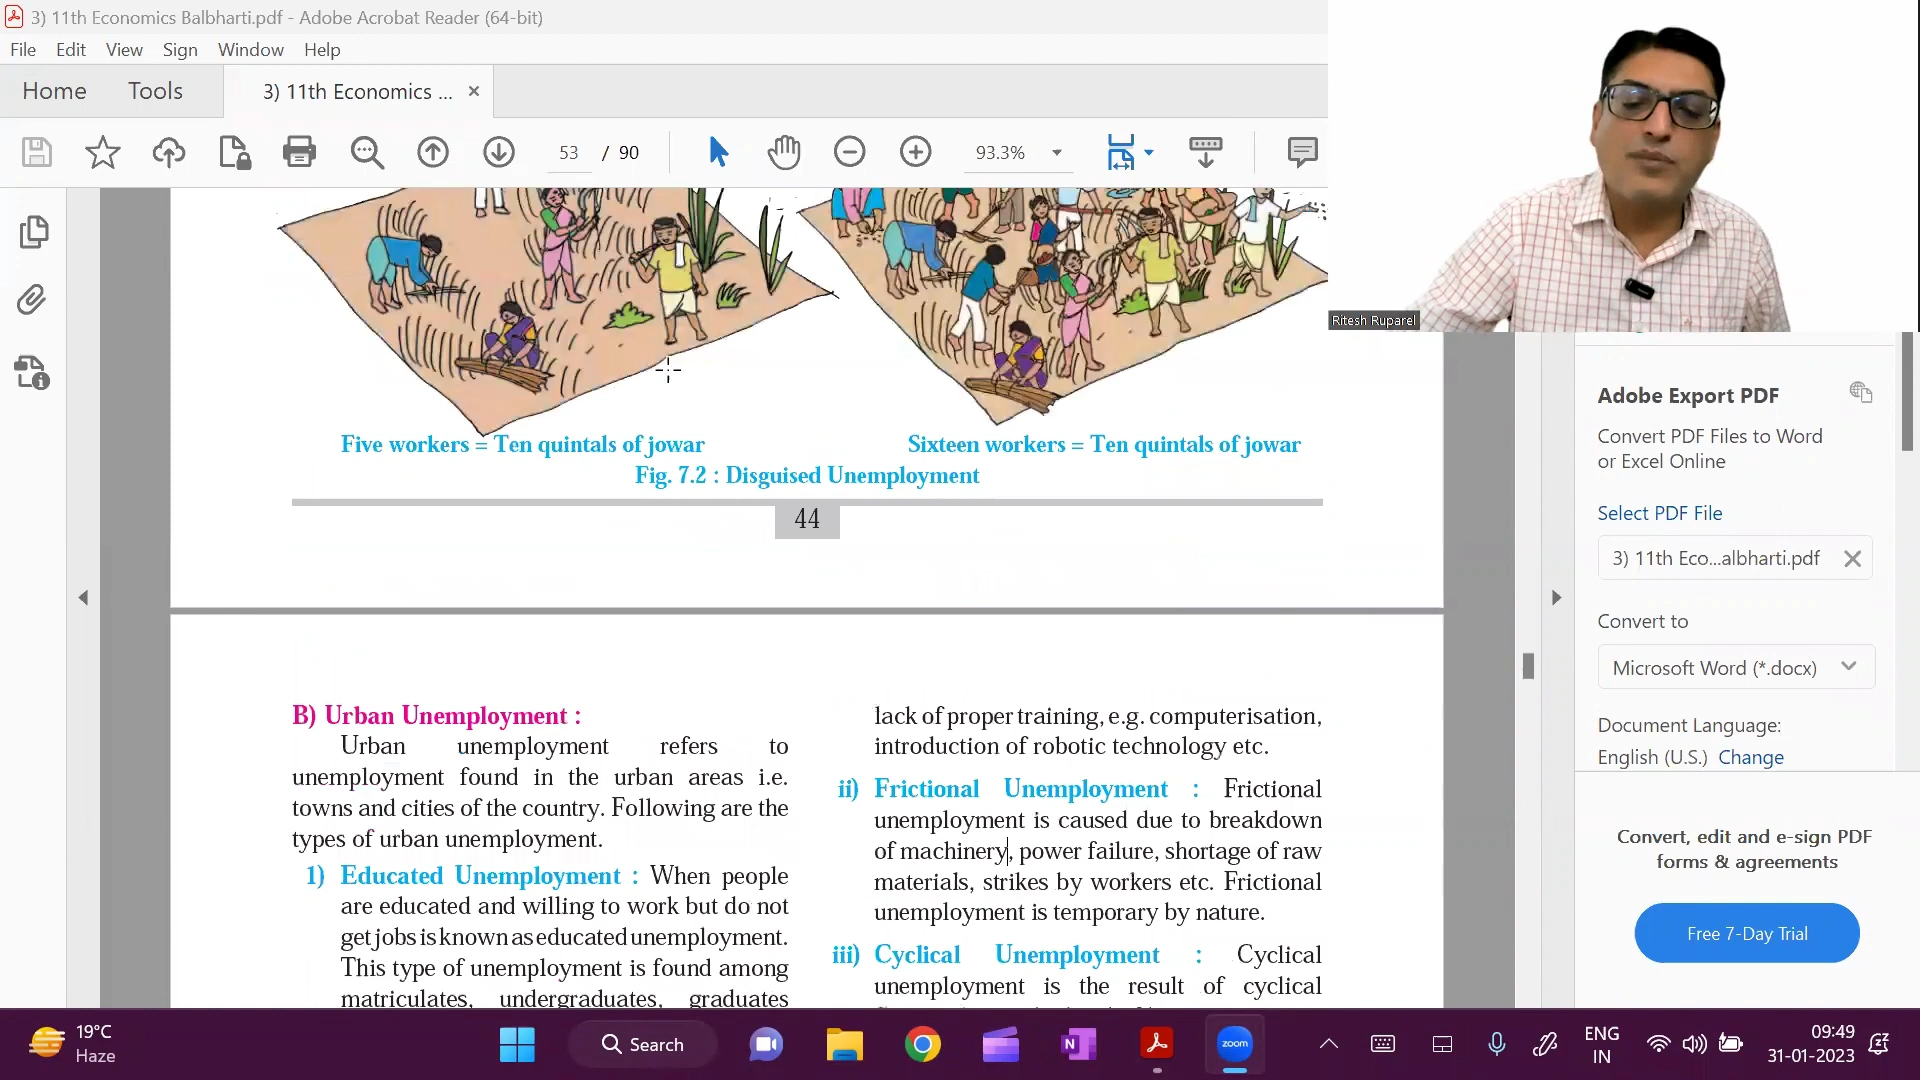 3) 11th Economics Balbharti.pdf - Adobe Acrobat Reader (64-bit)
File Edit View Sign Window Help
Home Tools 3) 11th Economics ... ×
53 / 90 93.3%
Ritesh Ruparel
Five workers = Ten quintals of jowar
Sixteen workers = Ten quintals of jowar
Fig. 7.2 : Disguised Unemployment
44
B) Urban Unemployment :
Urban unemployment refers to
unemployment found in the urban areas i.e.
towns and cities of the country. Following are the
types of urban unemployment.
1) Educated Unemployment : When people
are educated and willing to work but do not
get jobs is known as educated unemployment.
This type of unemployment is found among
matriculates, undergraduates, graduates
lack of proper training, e.g. computerisation,
introduction of robotic technology etc.
ii) Frictional Unemployment : Frictional
unemployment is caused due to breakdown
of machinery, power failure, shortage of raw
materials, strikes by workers etc. Frictional
unemployment is temporary by nature.
iii) Cyclical Unemployment : Cyclical
unemployment is the result of cyclical
Adobe Export PDF
Convert PDF Files to Word
or Excel Online
Select PDF File
3) 11th Eco...albharti.pdf
Convert to
Microsoft Word (*.docx)
Document Language:
English (U.S.) Change
Convert, edit and e-sign PDF
forms & agreements
Free 7-Day Trial
19°C
Haze
Search
N
zoom
ENG
IN
09:49
31-01-2023